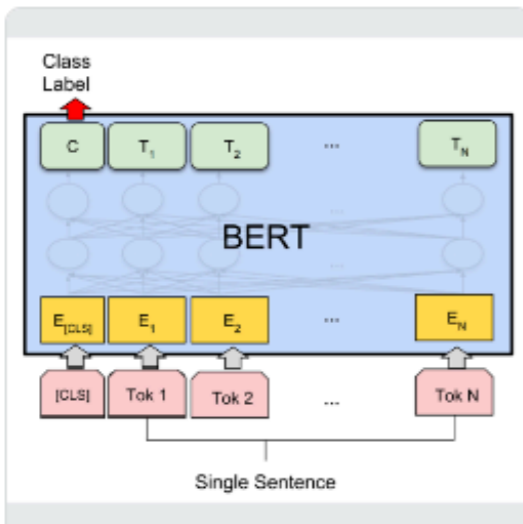 Class
Label
C T1 T2 ... TN
...
BERT
...
E[CLS] E1 E2 ... EN
[CLS] Tok 1 Tok 2 ... Tok N
Single Sentence